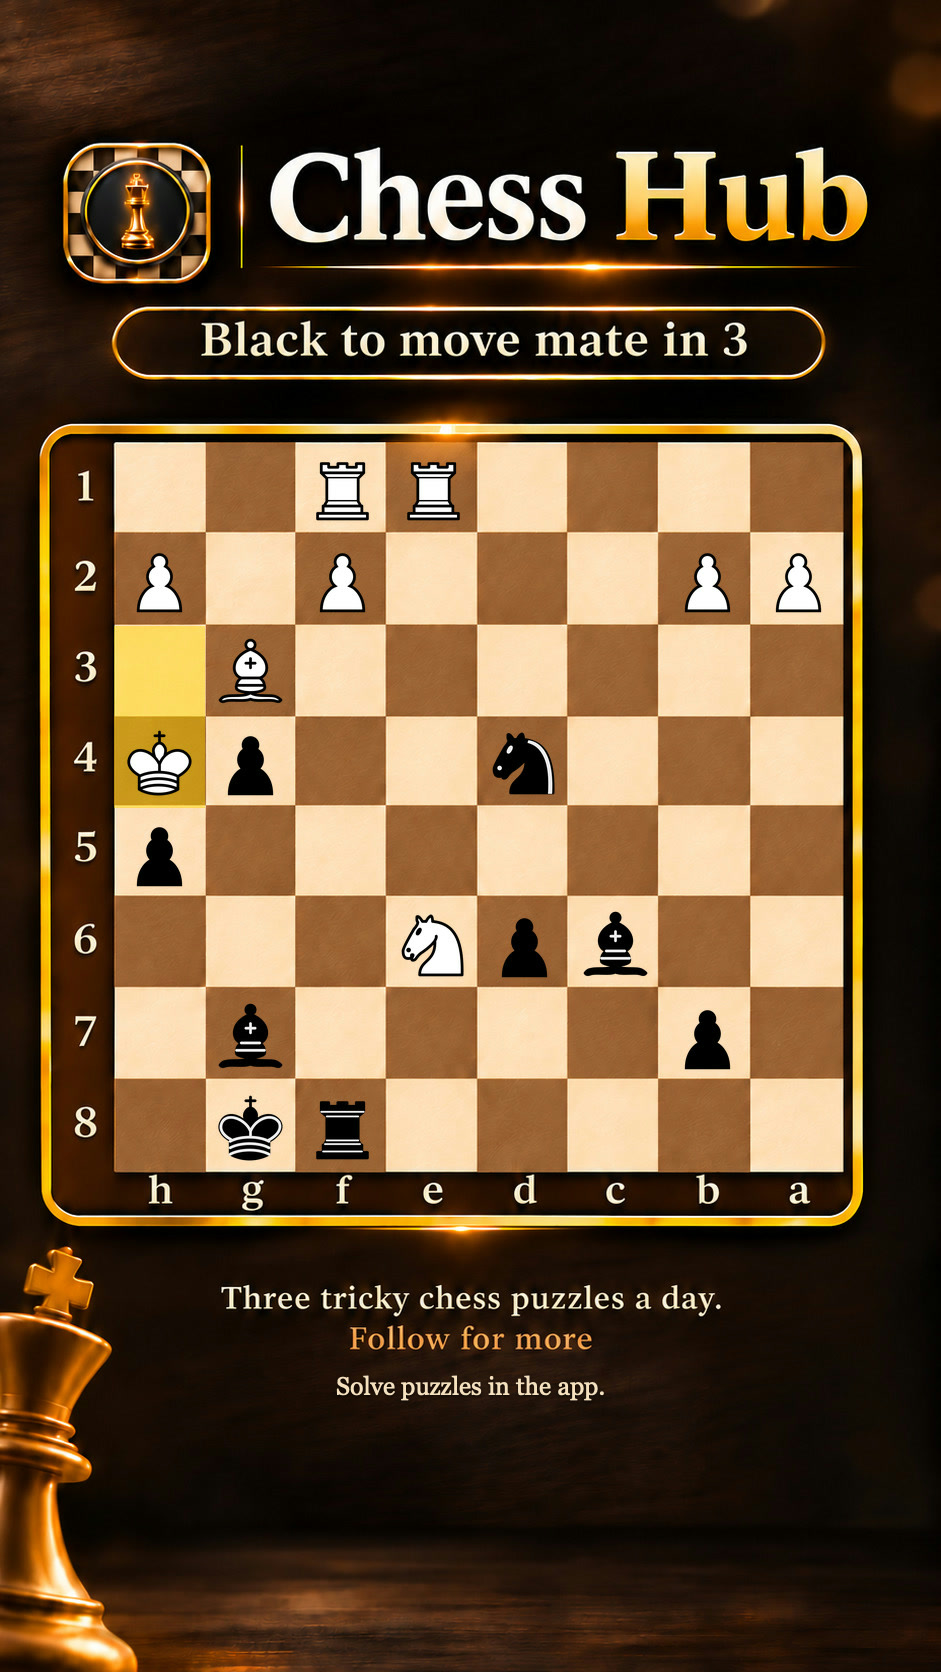 Chess Hub
Black to move mate in 3
1
2
3
4
5
6
7
8
h g f e d c b a
Three tricky chess puzzles a day.
Follow for more
Solve puzzles in the app.